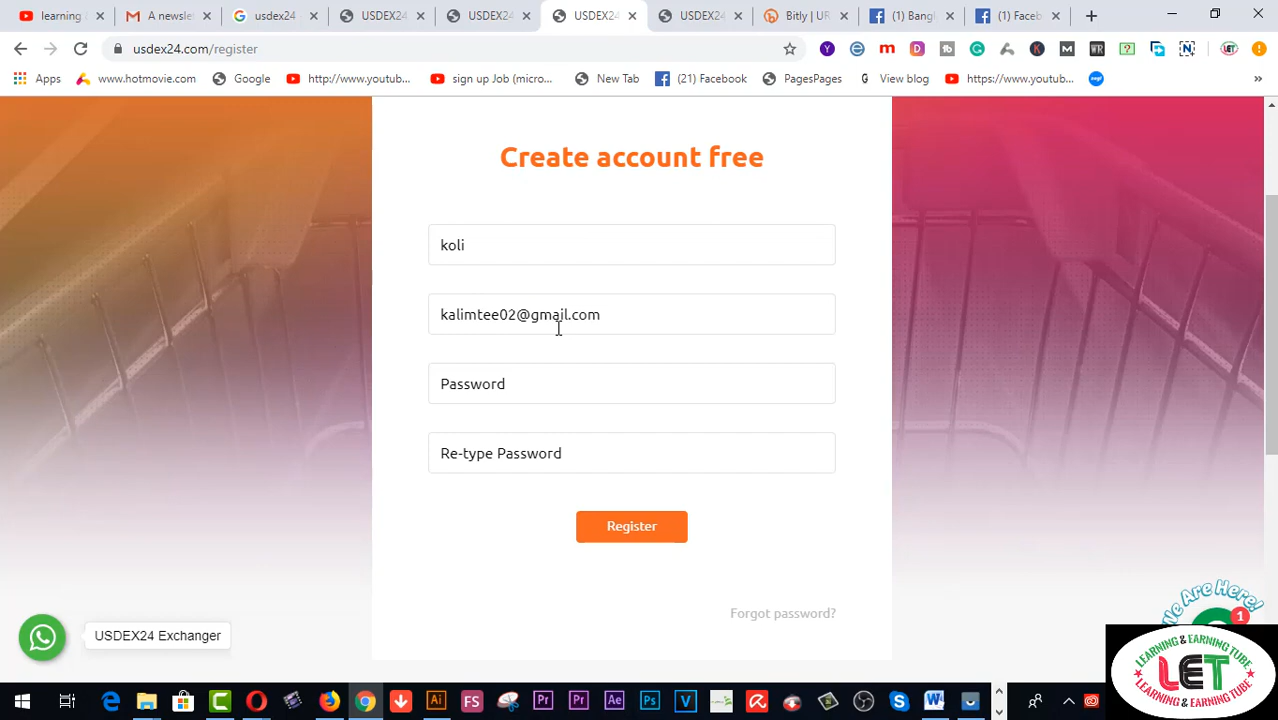 learning
A newsle
usdex24
USDEX24
USDEX24
USDEX24
USDEX24
Bitly | UR
(1) Bangl
(1) Faceb
usdex24.com/register
Apps
www.hotmovie.com
Google
http://www.youtub...
sign up Job (micro...
New Tab
(21) Facebook
PagesPages
View blog
https://www.youtub...
Create account free
koli
kalimtee02@gmail.com
Password
Re-type Password
Register
Forgot password?
USDEX24 Exchanger
We Are Here!
1
LEARNING & EARNING TUBE
LET
LEARNING & EARNING TUBE